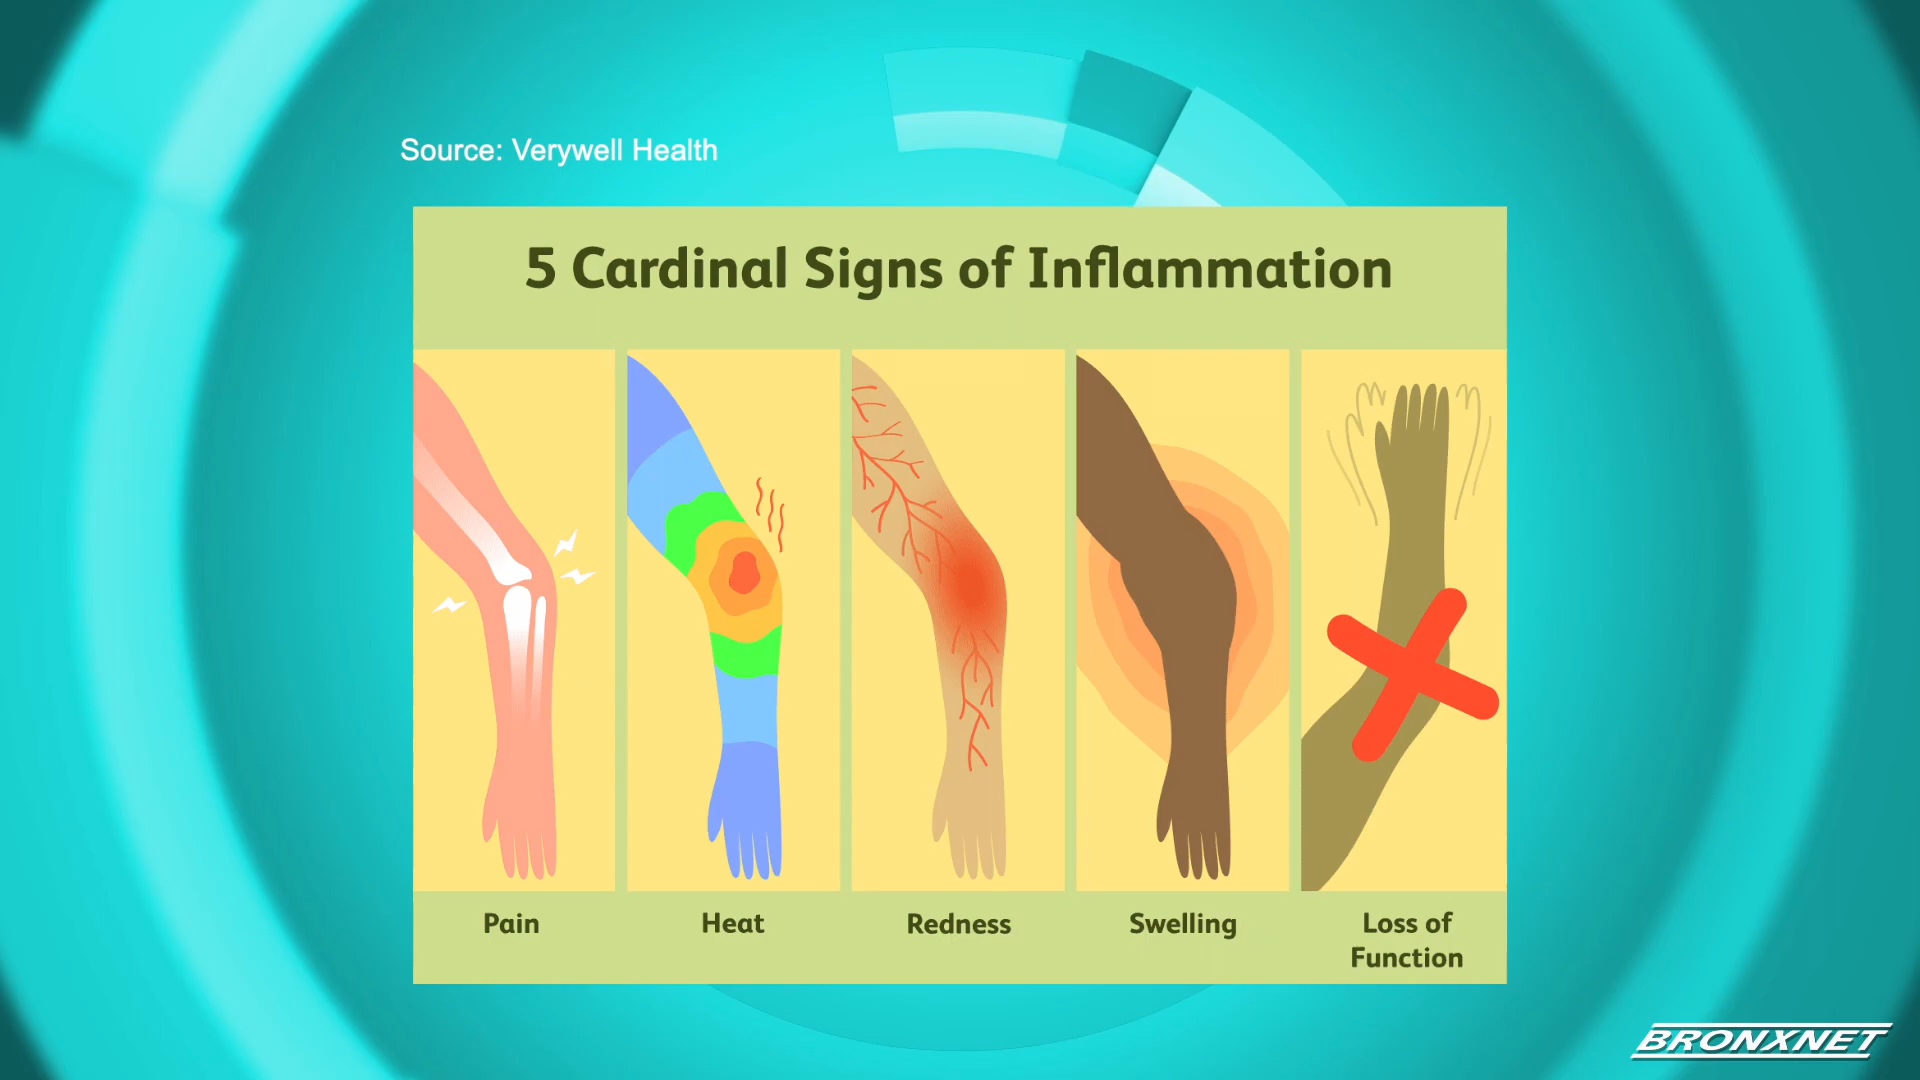 Source: Verywell Health
5 Cardinal Signs of Inflammation
Pain
Heat
Redness
Swelling
Loss of
Function
BRONXNET